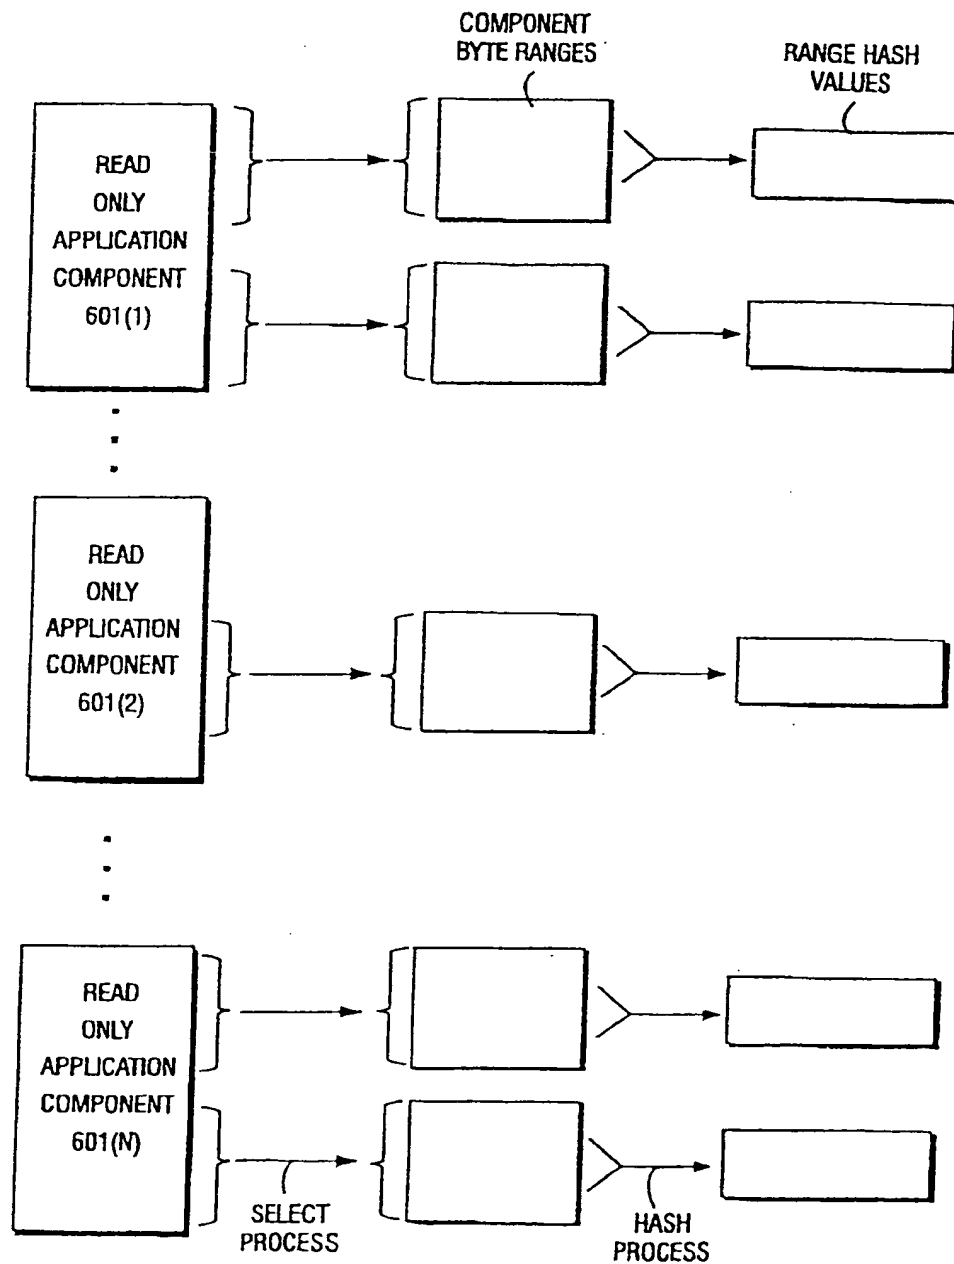 COMPONENT
BYTE RANGES
RANGE HASH
VALUES
READ
ONLY
APPLICATION
COMPONENT
601(1)
READ
ONLY
APPLICATION
COMPONENT
601(2)
READ
ONLY
APPLICATION
COMPONENT
601(N)
SELECT
PROCESS
HASH
PROCESS